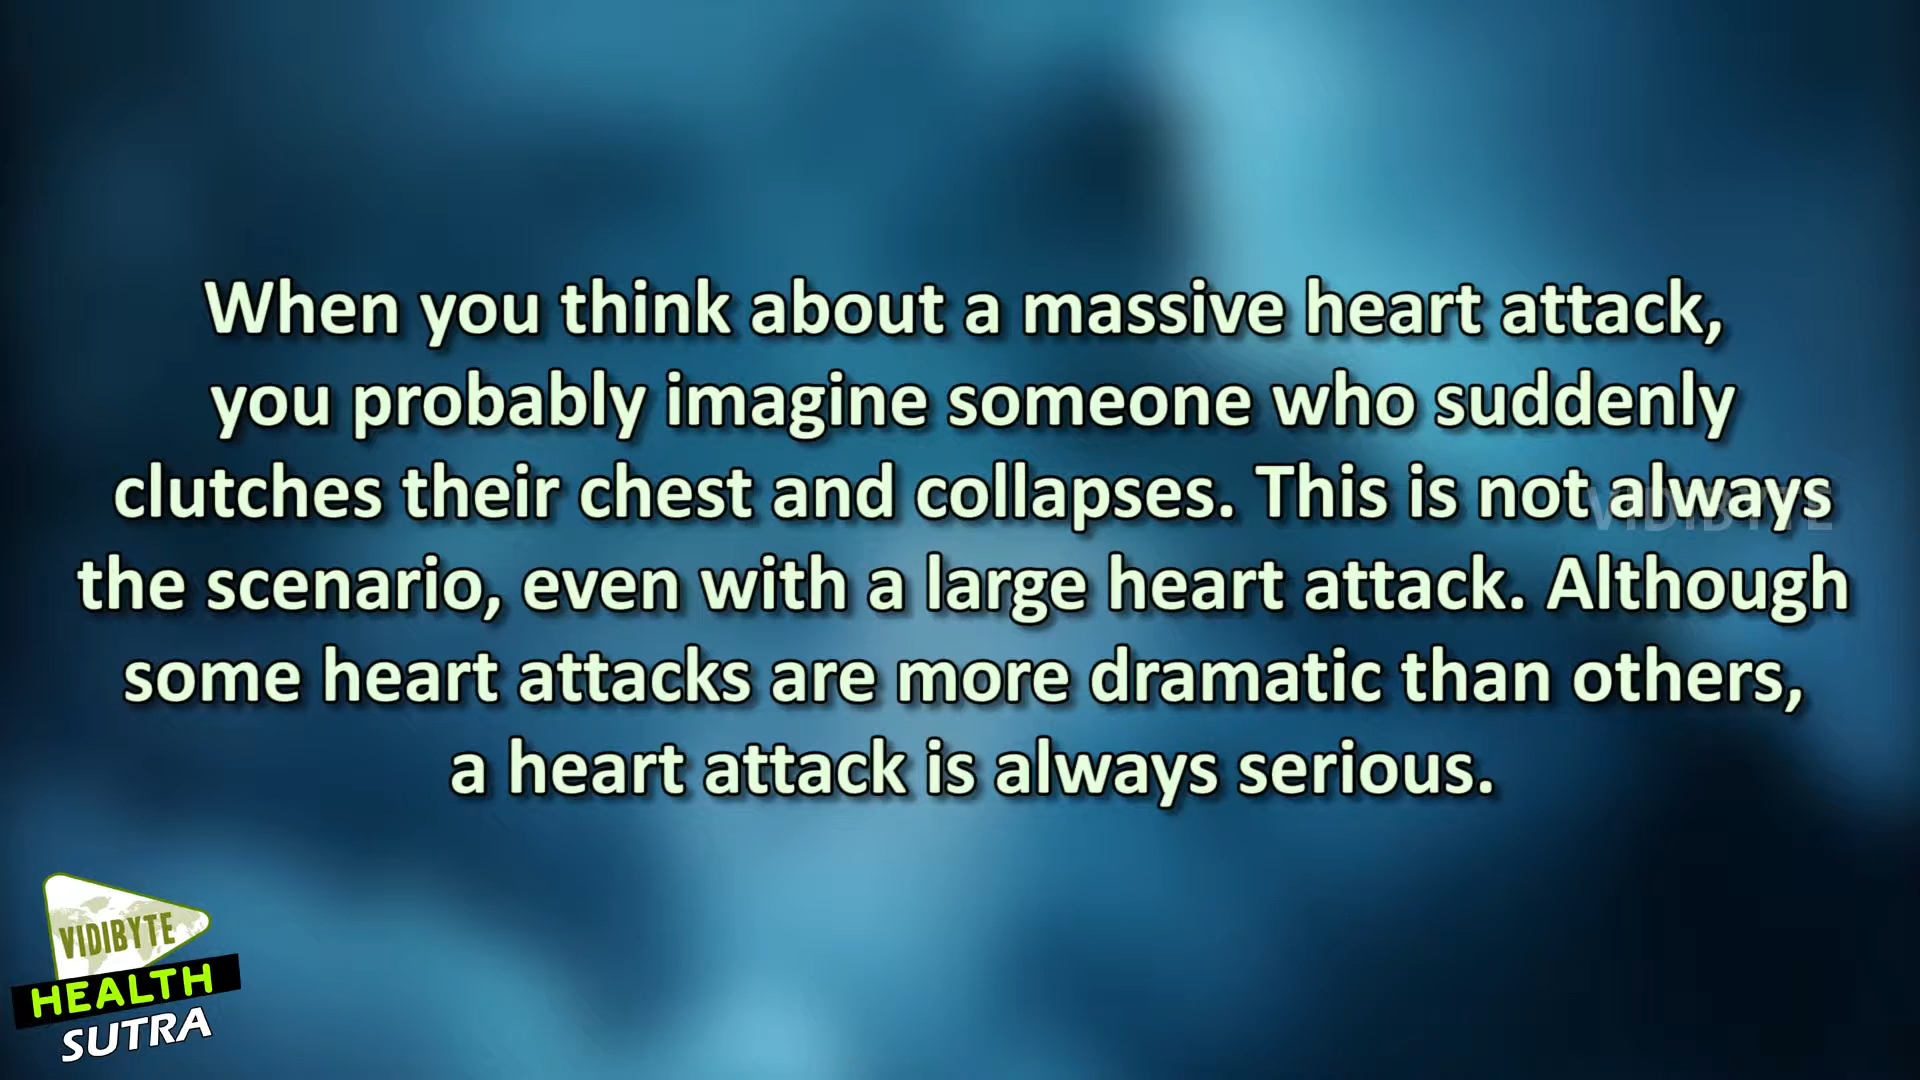 When you think about a massive heart attack,
you probably imagine someone who suddenly
clutches their chest and collapses. This is not always
the scenario, even with a large heart attack. Although
some heart attacks are more dramatic than others,
a heart attack is always serious.
VIDIBYTE
VIDIBYTE
HEALTH
SUTRA